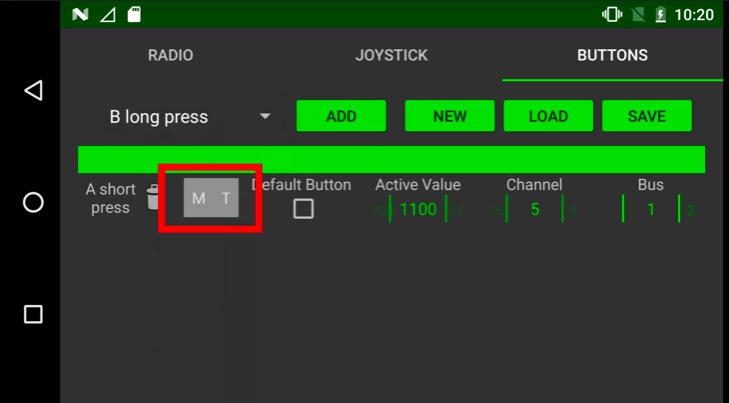 10:20
RADIO JOYSTICK BUTTONS
B long press ADD NEW LOAD SAVE
A short press M T Default Button Active Value Channel Bus
1100 5 1 2